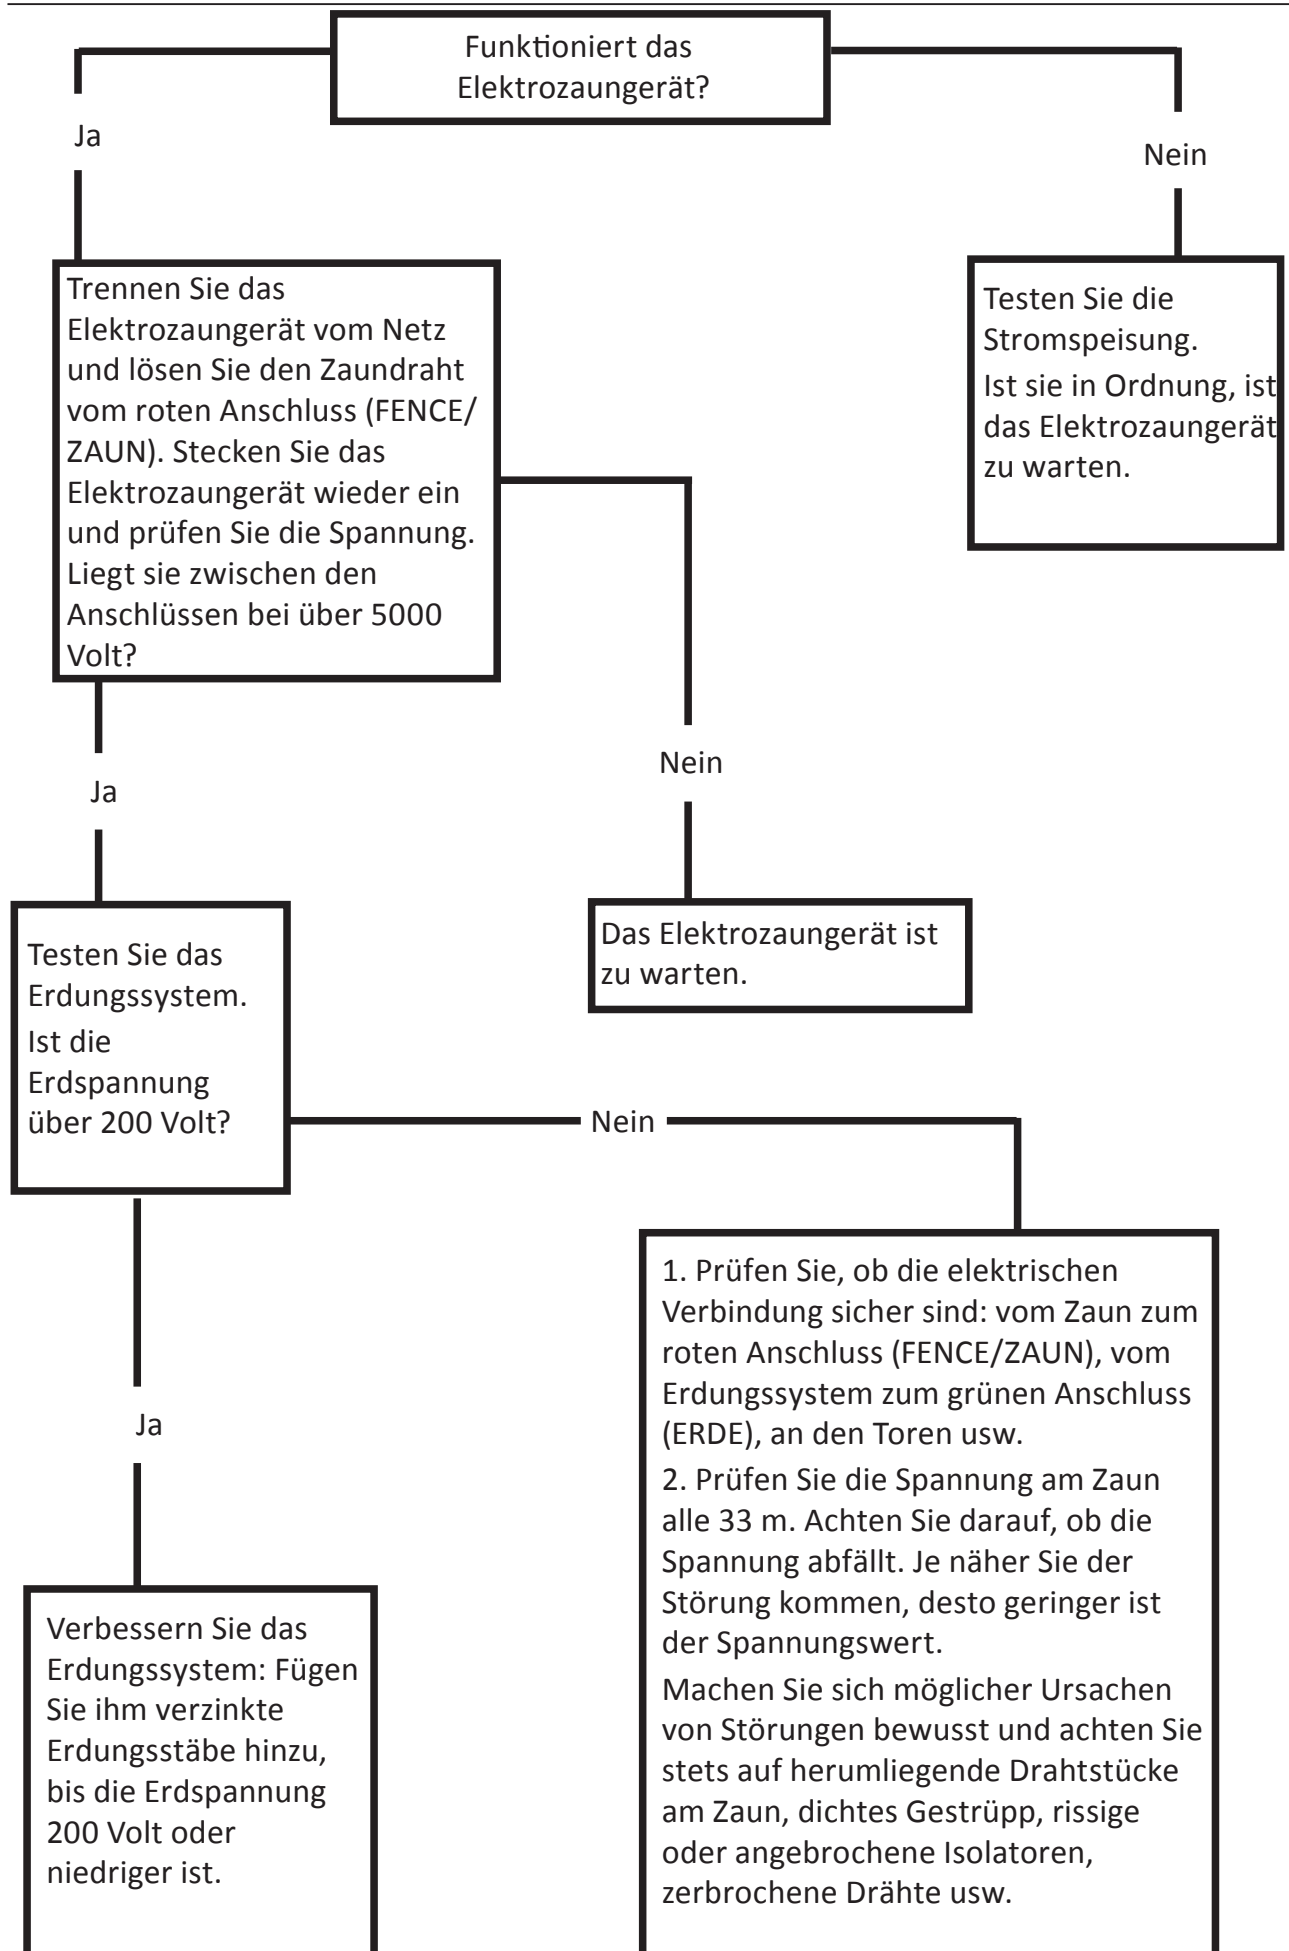 Funktioniert das
Elektrozaungerät?
Ja
Nein
Trennen Sie das
Elektrozaungerät vom Netz
und lösen Sie den Zaundraht
vom roten Anschluss (FENCE/
ZAUN). Stecken Sie das
Elektrozaungerät wieder ein
und prüfen Sie die Spannung.
Liegt sie zwischen den
Anschlüssen bei über 5000
Volt?
Testen Sie die
Stromspeisung.
Ist sie in Ordnung, ist
das Elektrozaungerät
zu warten.
Nein
Ja
Das Elektrozaungerät ist
zu warten.
Testen Sie das
Erdungssystem.
Ist die
Erdspannung
über 200 Volt?
Nein
1. Prüfen Sie, ob die elektrischen
Verbindung sicher sind: vom Zaun zum
roten Anschluss (FENCE/ZAUN), vom
Erdungssystem zum grünen Anschluss
(ERDE), an den Toren usw.
2. Prüfen Sie die Spannung am Zaun
alle 33 m. Achten Sie darauf, ob die
Spannung abfällt. Je näher Sie der
Störung kommen, desto geringer ist
der Spannungswert.
Machen Sie sich möglicher Ursachen
von Störungen bewusst und achten Sie
stets auf herumliegende Drahtstücke
am Zaun, dichtes Gestrüpp, rissige
oder angebrochene Isolatoren,
zerbrochene Drähte usw.
Ja
Verbessern Sie das
Erdungssystem: Fügen
Sie ihm verzinkte
Erdungsstäbe hinzu,
bis die Erdspannung
200 Volt oder
niedriger ist.